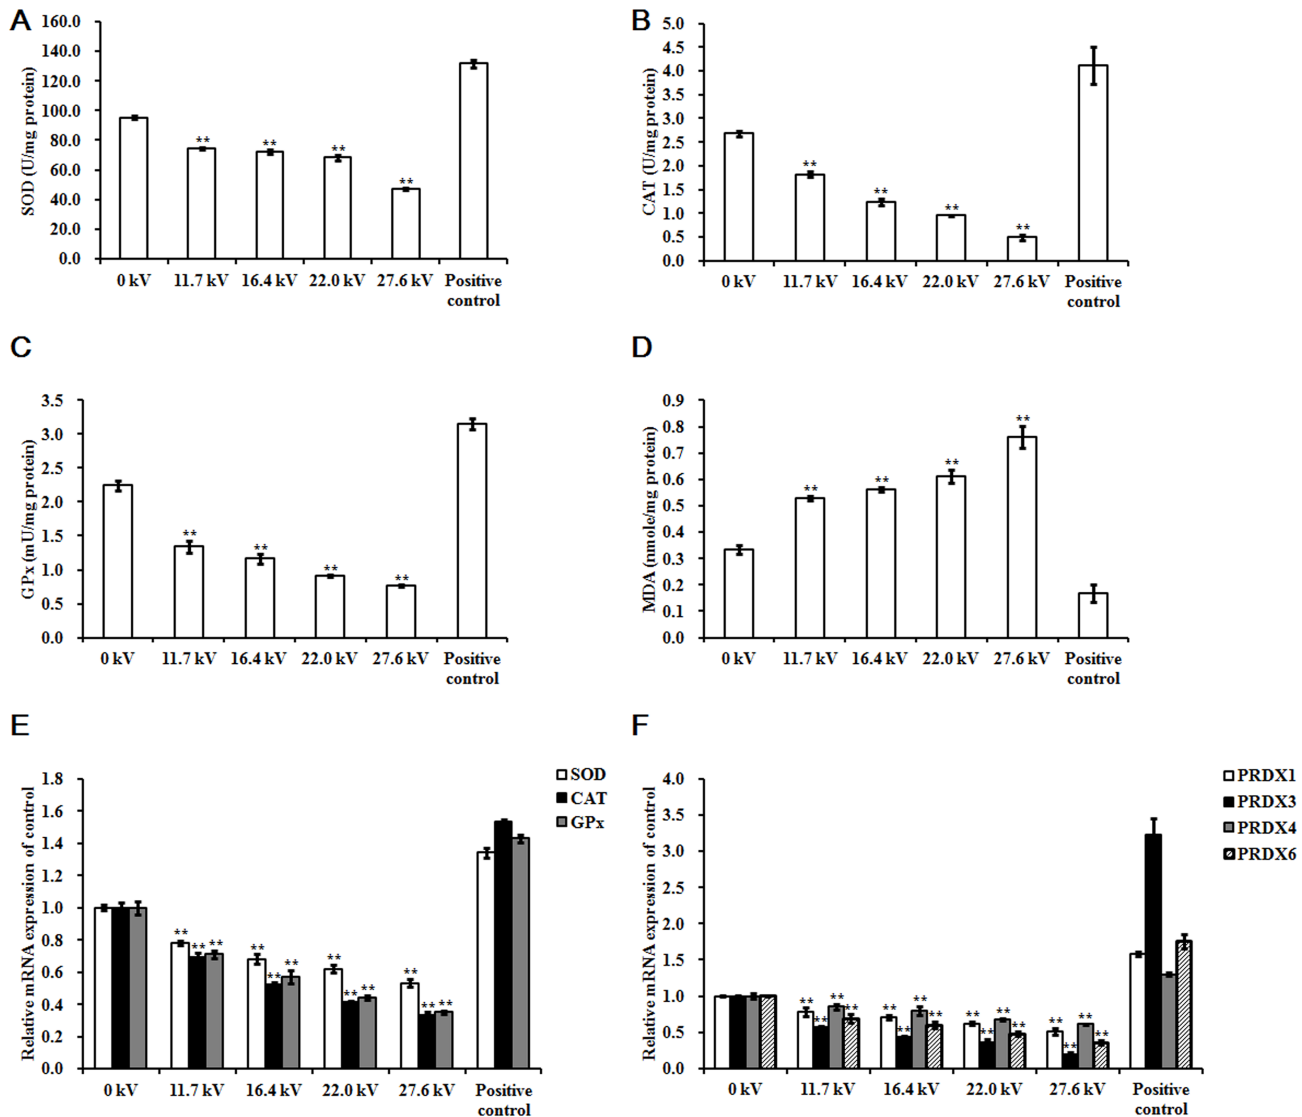 A
SOD (U/mg protein)
160.0
140.0
120.0
100.0
80.0
60.0
40.0
20.0
0.0
** ** ** **
0 kV 11.7 kV 16.4 kV 22.0 kV 27.6 kV Positive
control
B
CAT (U/mg protein)
5.0
4.5
4.0
3.5
3.0
2.5
2.0
1.5
1.0
0.5
0.0
** ** ** **
0 kV 11.7 kV 16.4 kV 22.0 kV 27.6 kV Positive
control
C
GPx (mU/mg protein)
3.5
3.0
2.5
2.0
1.5
1.0
0.5
0.0
** ** ** **
0 kV 11.7 kV 16.4 kV 22.0 kV 27.6 kV Positive
control
D
MDA (nmole/mg protein)
0.9
0.8
0.7
0.6
0.5
0.4
0.3
0.2
0.1
0.0
** ** ** **
0 kV 11.7 kV 16.4 kV 22.0 kV 27.6 kV Positive
control
E
Relative mRNA expression of control
1.8
1.6
1.4
1.2
1.0
0.8
0.6
0.4
0.2
0.0
** ** ** ** ** ** ** ** ** ** ** **
0 kV 11.7 kV 16.4 kV 22.0 kV 27.6 kV Positive
control
SOD
CAT
GPx
F
Relative mRNA expression of control
4.0
3.5
3.0
2.5
2.0
1.5
1.0
0.5
0.0
** ** ** ** ** ** ** ** ** ** ** ** ** ** ** **
0 kV 11.7 kV 16.4 kV 22.0 kV 27.6 kV Positive
control
PRDX1
PRDX3
PRDX4
PRDX6